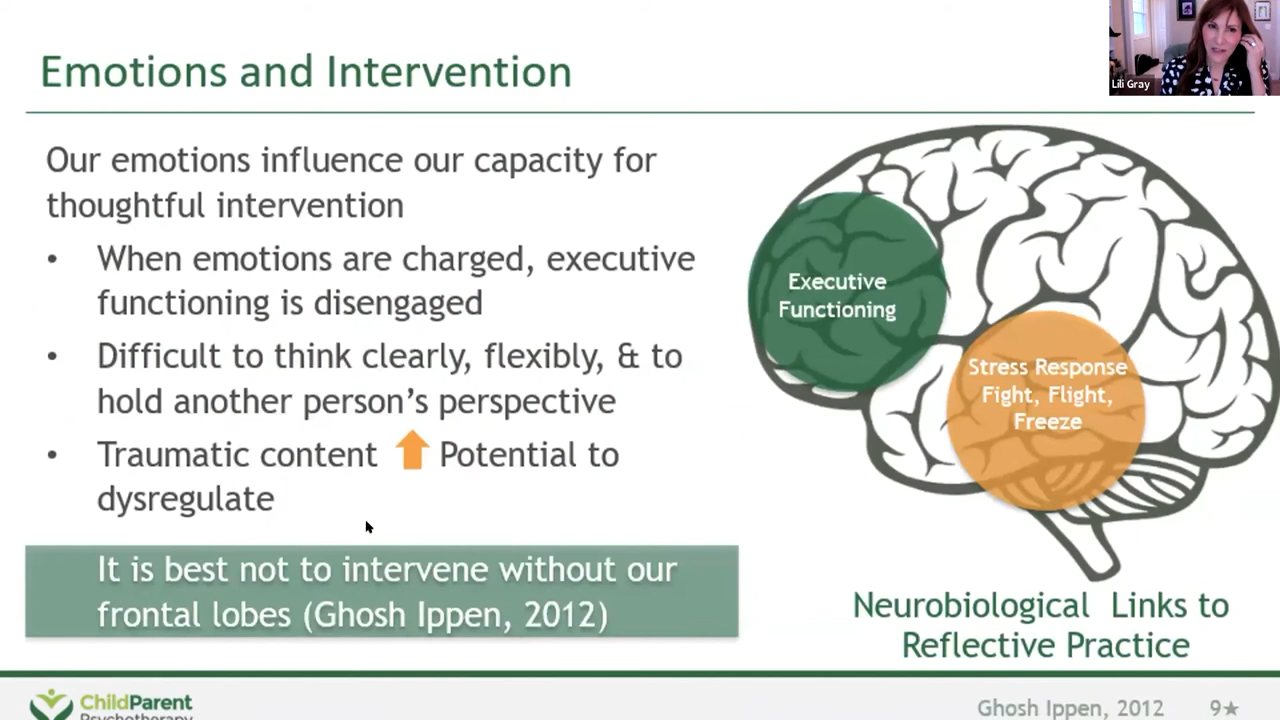 Emotions and Intervention
Lili Gray
Our emotions influence our capacity for
thoughtful intervention
• When emotions are charged, executive
functioning is disengaged
• Difficult to think clearly, flexibly, & to
hold another person's perspective
• Traumatic content Potential to
dysregulate
It is best not to intervene without our
frontal lobes (Ghosh Ippen, 2012)
Executive
Functioning
Stress Response
Fight, Flight,
Freeze
Neurobiological Links to
Reflective Practice
ChildParent
Psychotherapy
Ghosh Ippen, 2012 9★